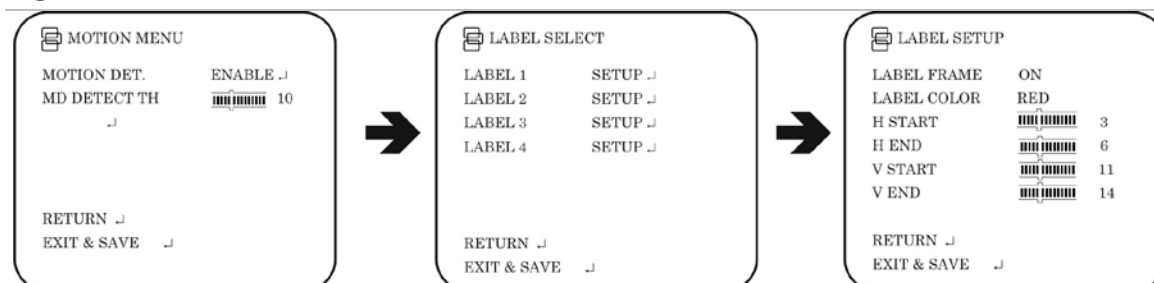 MOTION MENU
MOTION DET. ENABLE ↵
MD DETECT TH 10
↵
RETURN ↵
EXIT & SAVE ↵
LABEL SELECT
LABEL 1 SETUP ↵
LABEL 2 SETUP ↵
LABEL 3 SETUP ↵
LABEL 4 SETUP ↵
RETURN ↵
EXIT & SAVE ↵
LABEL SETUP
LABEL FRAME ON
LABEL COLOR RED
H START 3
H END 6
V START 11
V END 14
RETURN ↵
EXIT & SAVE ↵